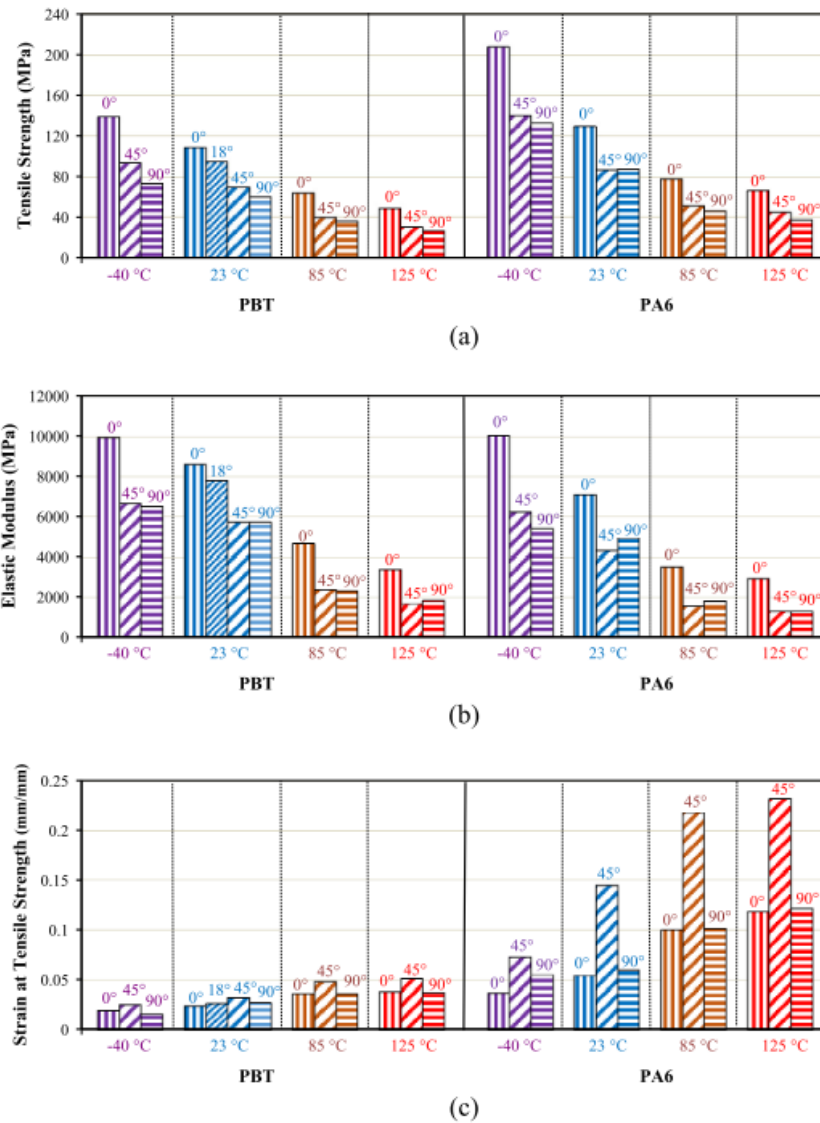 Tensile Strength (MPa)
240
200
160
120
80
40
0
0° 45° 90°
0° 18° 45° 90°
0° 45° 90°
0° 45° 90°
0° 45° 90°
0° 45° 90°
0° 45° 90°
0° 45° 90°
-40 °C 23 °C 85 °C 125 °C -40 °C 23 °C 85 °C 125 °C
PBT PA6
(a)
Elastic Modulus (MPa)
12000
10000
8000
6000
4000
2000
0
0° 45° 90°
0° 18° 45° 90°
0° 45° 90°
0° 45° 90°
0° 45° 90°
0° 45° 90°
0° 45° 90°
0° 45° 90°
-40 °C 23 °C 85 °C 125 °C -40 °C 23 °C 85 °C 125 °C
PBT PA6
(b)
Strain at Tensile Strength (mm/mm)
0.25
0.2
0.15
0.1
0.05
0
0° 45° 90°
0° 18° 45° 90°
0° 45° 90°
0° 45° 90°
0° 45° 90°
0° 45° 90°
0° 45° 90°
0° 45° 90°
-40 °C 23 °C 85 °C 125 °C -40 °C 23 °C 85 °C 125 °C
PBT PA6
(c)